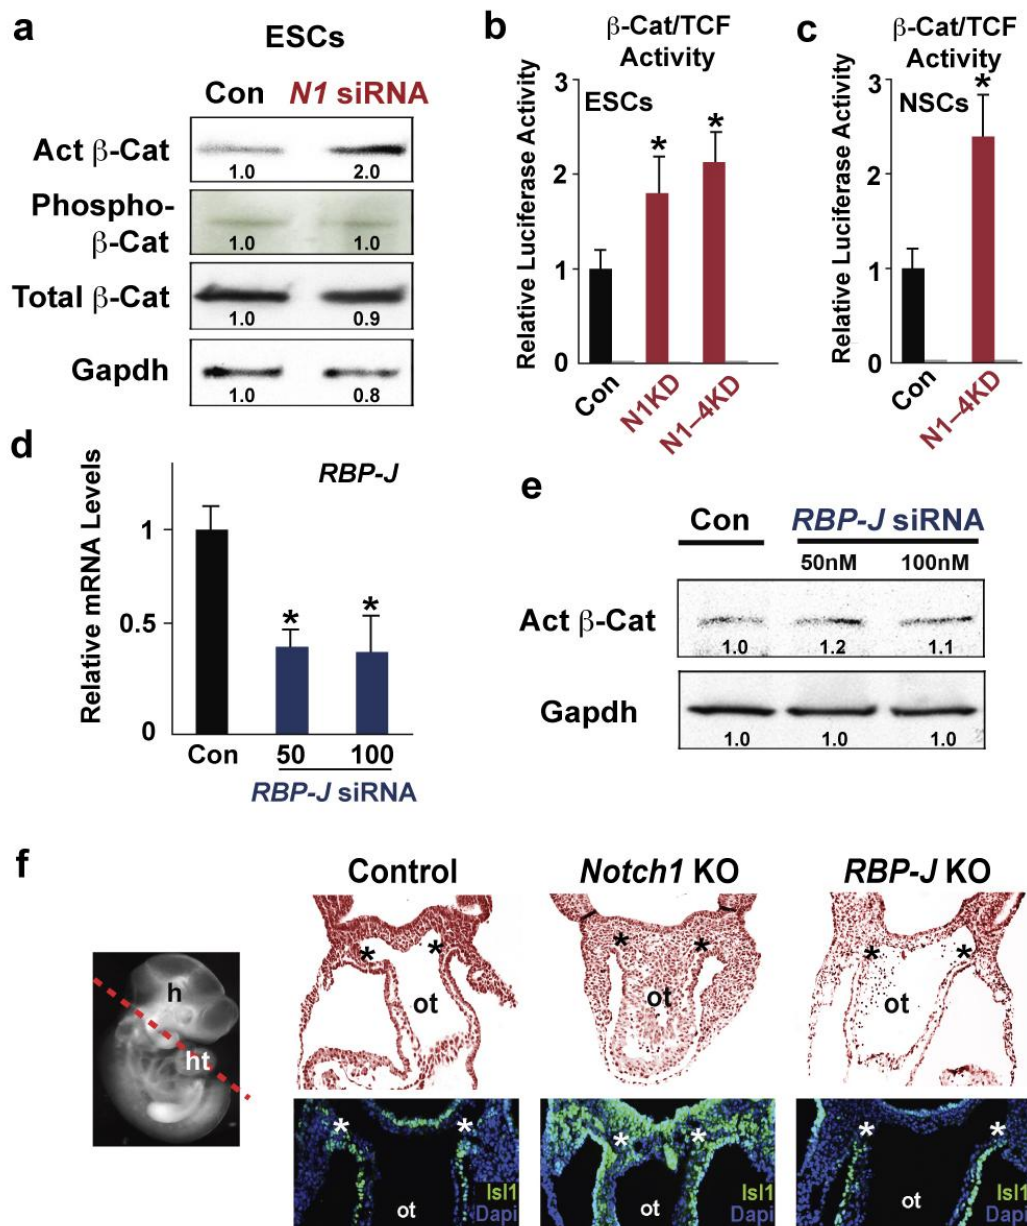 a
ESCs
Con N1 siRNA
Act β-Cat
1.0 2.0
Phospho-
β-Cat
1.0 1.0
Total β-Cat
1.0 0.9
Gapdh
1.0 0.8
b
β-Cat/TCF
Activity
Relative Luciferase Activity
3
2
1
0
ESCs
*
*
Con
N1KD
N1–4KD
c
β-Cat/TCF
Activity
Relative Luciferase Activity
3
2
1
0
NSCs
*
Con
N1–4KD
d
Relative mRNA Levels
RBP-J
1
0.5
0
*
*
Con 50 100
RBP-J siRNA
e
Con RBP-J siRNA
50nM 100nM
Act β-Cat
1.0 1.2 1.1
Gapdh
1.0 1.0 1.0
f
h
ht
Control Notch1 KO RBP-J KO
* * * * * *
ot ot ot
* * * * * *
Isl1 Isl1 Isl1
ot Dapi ot Dapi ot Dapi